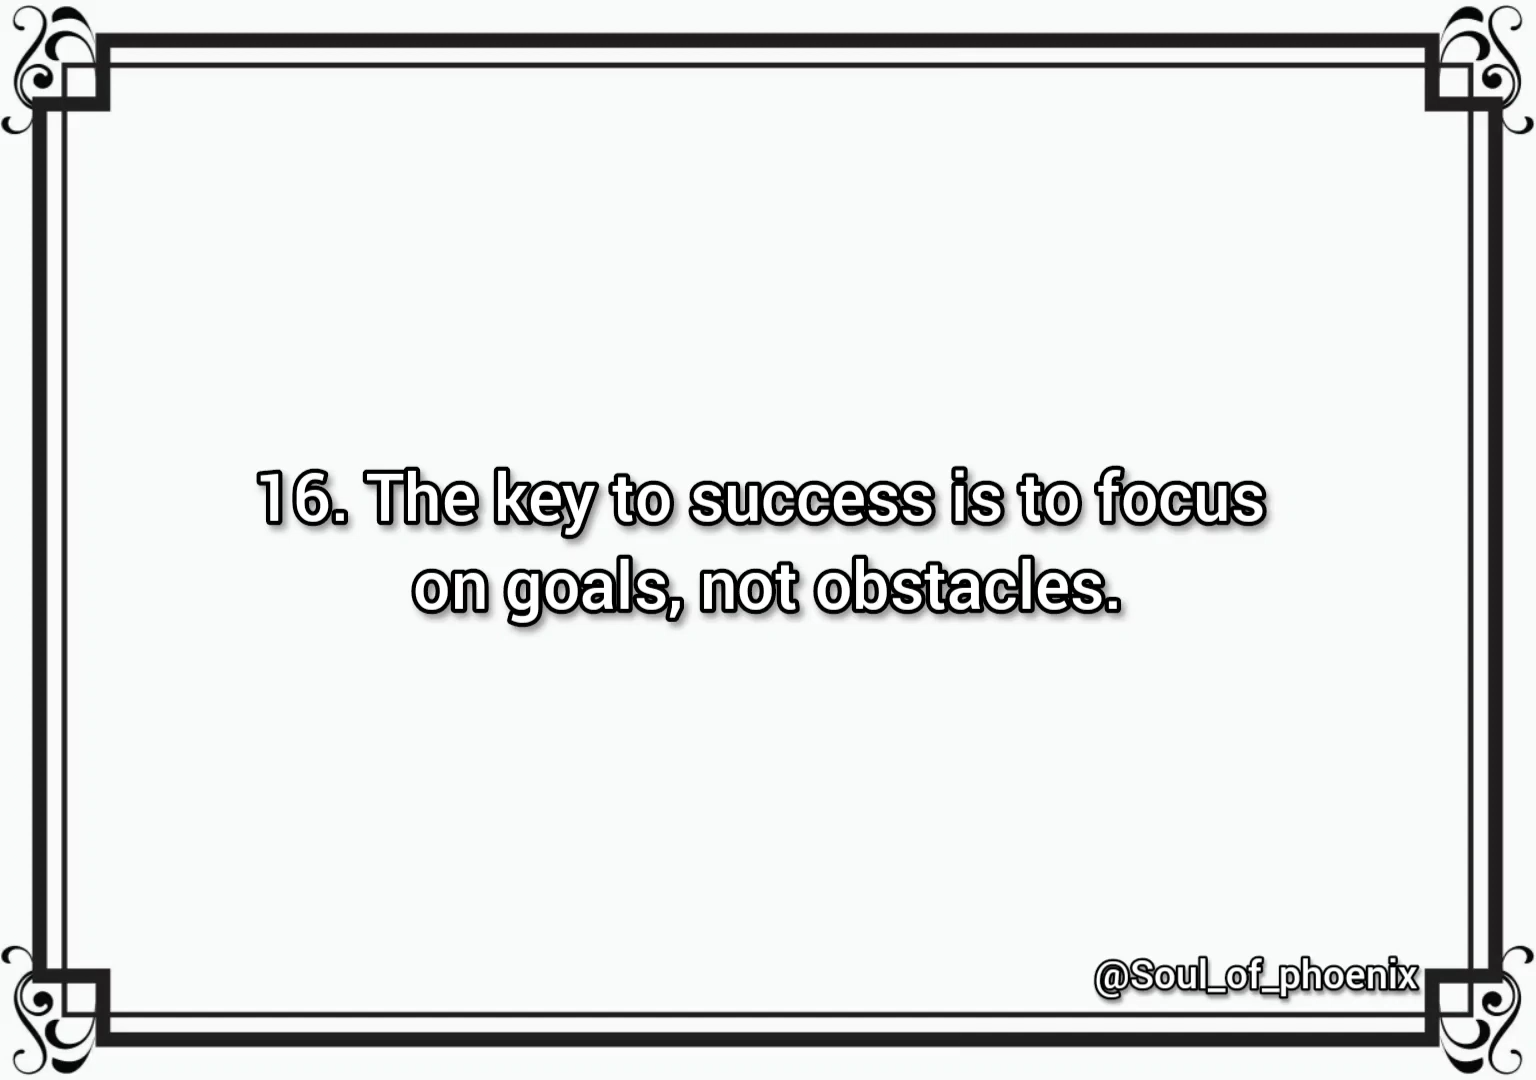 16. The key to success is to focus
on goals, not obstacles.
@Soul_of_phoenix